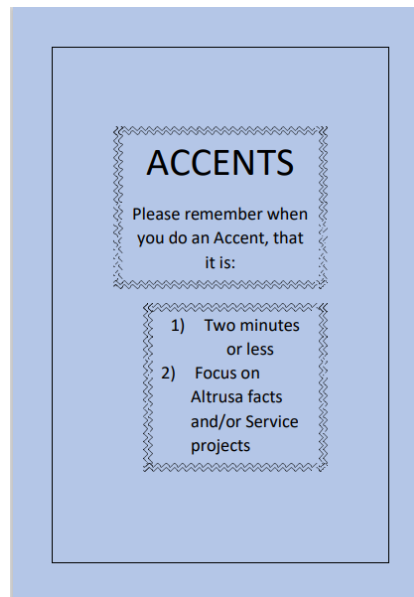 ACCENTS
Please remember when
you do an Accent, that
it is:
1) Two minutes
or less
2) Focus on
Altrusa facts
and/or Service
projects